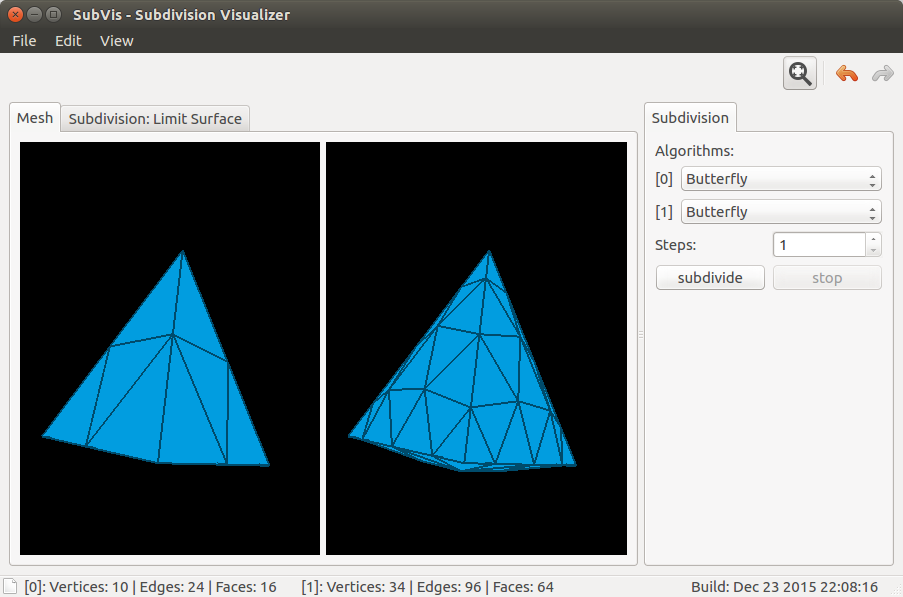 SubVis - Subdivision Visualizer
File Edit View
Mesh Subdivision: Limit Surface Subdivision
Algorithms:
[0] Butterfly
[1] Butterfly
Steps: 1
subdivide stop
[0]: Vertices: 10 | Edges: 24 | Faces: 16 [1]: Vertices: 34 | Edges: 96 | Faces: 64 Build: Dec 23 2015 22:08:16